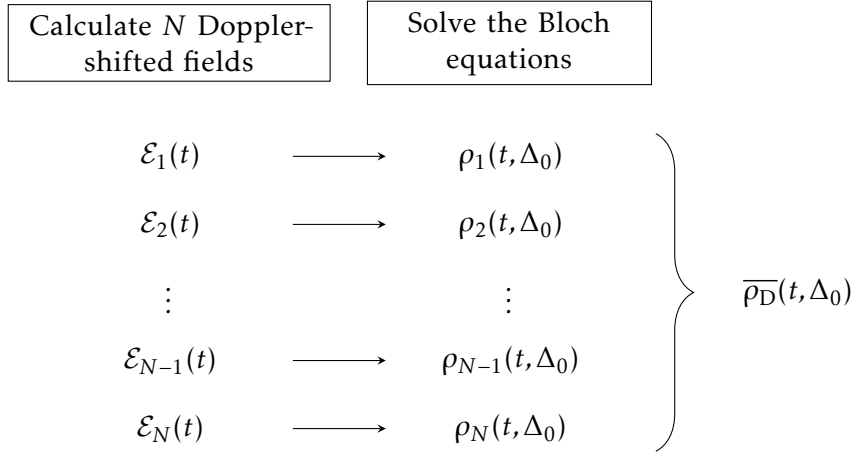 Calculate N Doppler-
shifted fields
Solve the Bloch
equations
ℰ₁(t) ⟶ ρ₁(t, Δ₀)
ℰ₂(t) ⟶ ρ₂(t, Δ₀)
⋮ ⋮
ℰ_{N−1}(t) ⟶ ρ_{N−1}(t, Δ₀)
ℰ_N(t) ⟶ ρ_N(t, Δ₀)
\overline{ρ_D}(t, Δ₀)